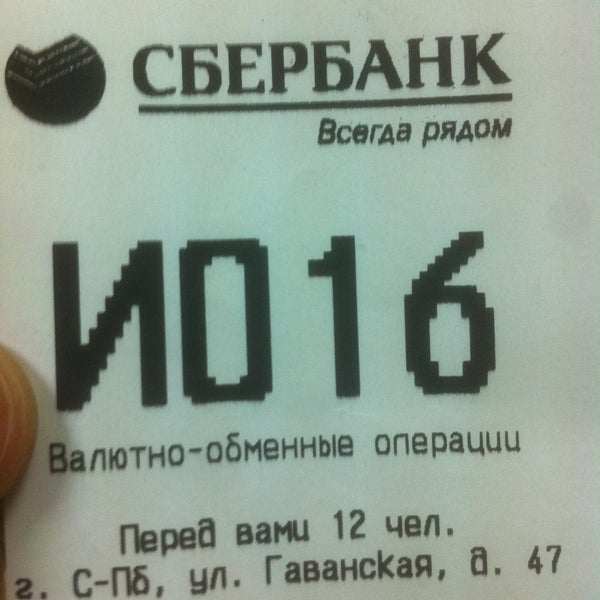 СБЕРБАНК
Всегда рядом
И016
Валютно-обменные операции
Перед вами 12 чел.
г. С-Пб, ул. Гаванская, д. 47